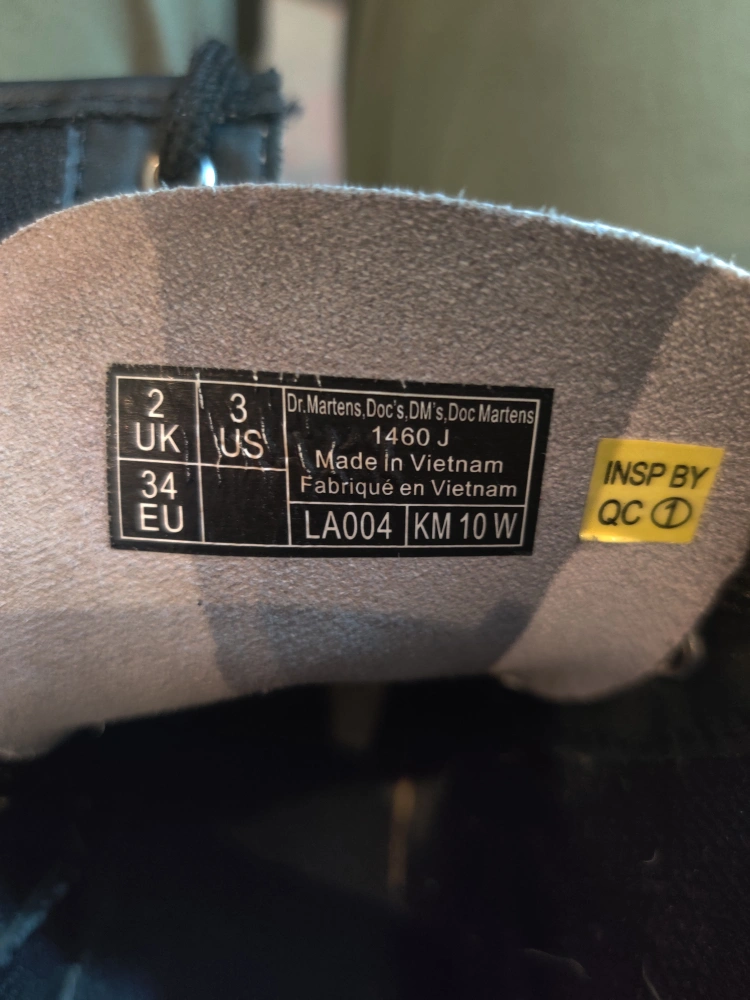 2
UK
3
US
34
EU
Dr.Martens,Doc's,DM's,Doc Martens
1460 J
Made in Vietnam
Fabriqué en Vietnam
LA004
KM 10 W
INSP BY
QC ①